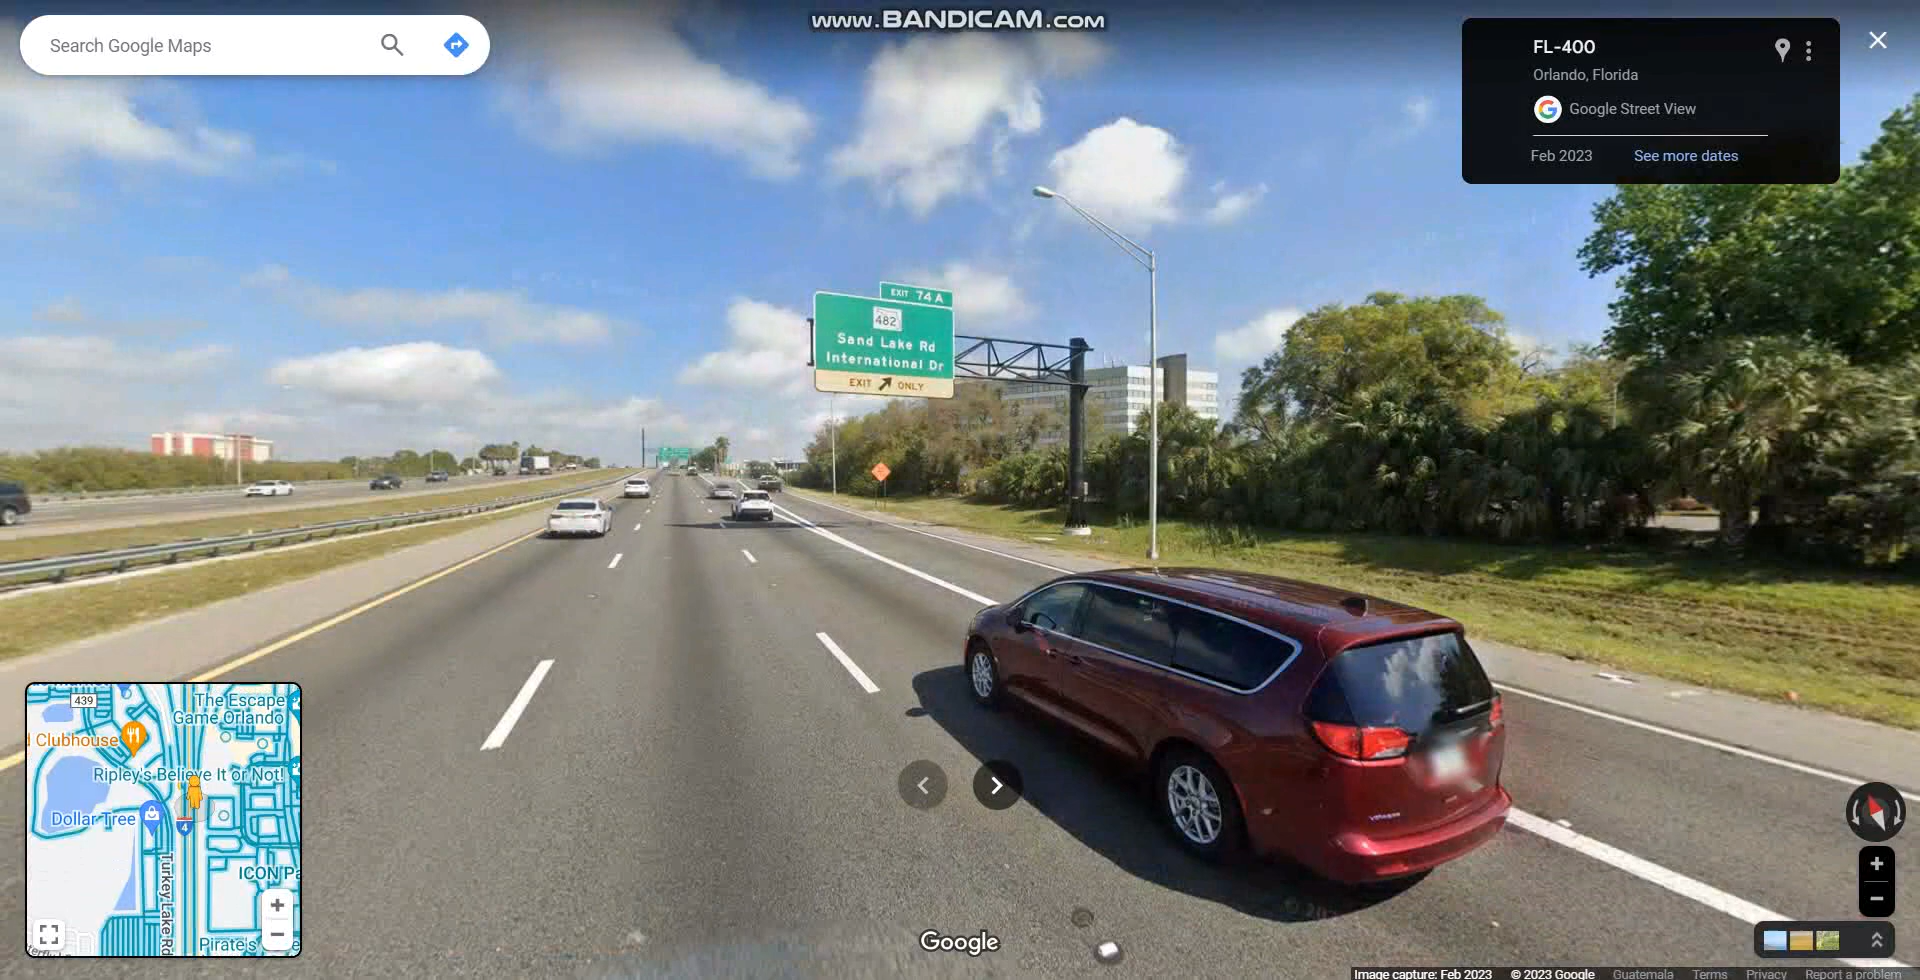 www.BANDICAM.com
Search Google Maps
FL-400
Orlando, Florida
Google Street View
Feb 2023
See more dates
EXIT 74 A
482
Sand Lake Rd
International Dr
EXIT ONLY
439
The Escape
Game Orlando
Clubhouse
Ripley's Believe It or Not!
Dollar Tree
4
Turkey Lake Rd
ICON Pa
Pirate's
Google
Image capture: Feb 2023
© 2023 Google
Guatemala
Terms
Privacy
Report a problem